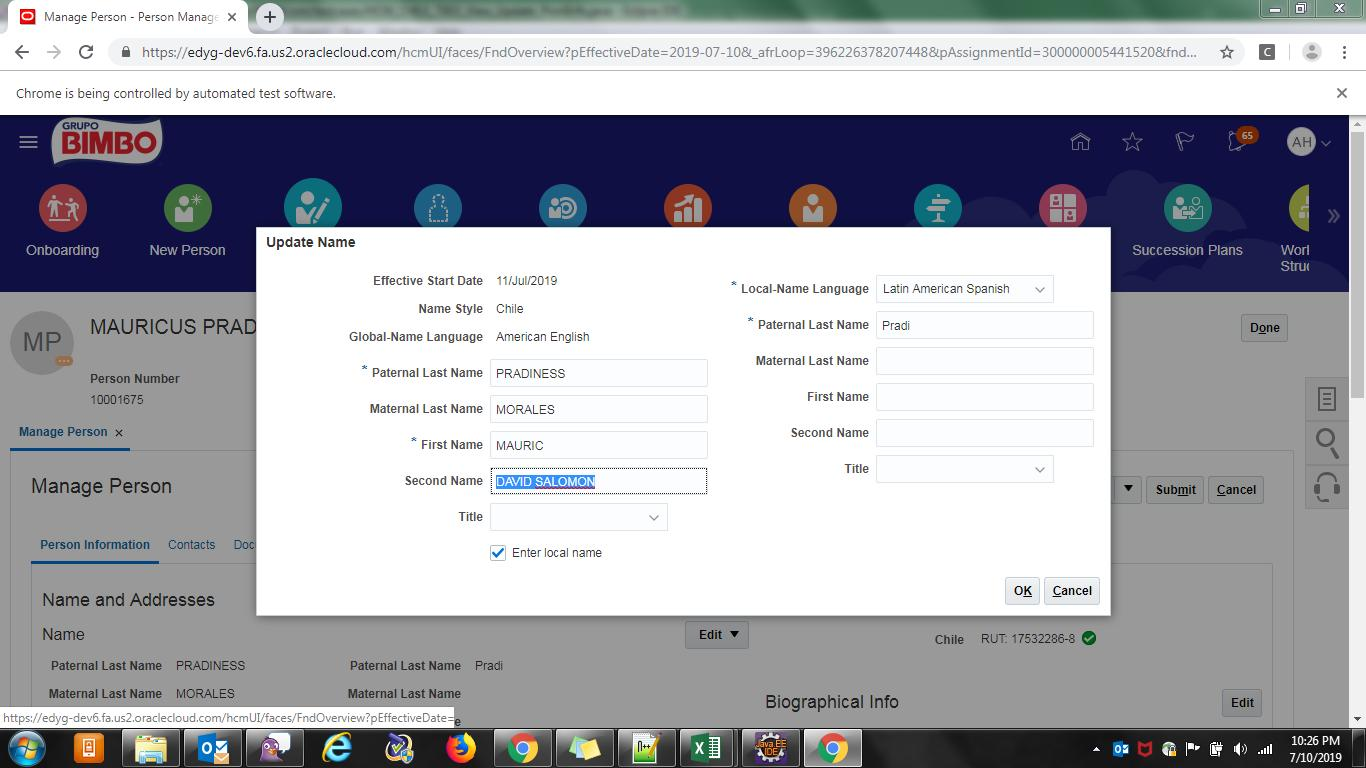 Manage Person - Person Manage
https://edyg-dev6.fa.us2.oraclecloud.com/hcmUI/faces/FndOverview?pEffectiveDate=2019-07-10&_afrLoop=396226378207448&pAssignmentId=300000005441520&fnd...
C
Chrome is being controlled by automated test software.
GRUPO
BIMBO
65
AH
Onboarding
New Person
Succession Plans
Worl
Struc
MP
MAURICUS PRAD
Done
Person Number
10001675
Manage Person
Manage Person
Submit
Cancel
Person Information
Contacts
Doc
Name and Addresses
Name
Edit
Chile RUT: 17532286-8
Paternal Last Name PRADINESS
Paternal Last Name Pradi
Maternal Last Name MORALES
Maternal Last Name
Biographical Info
Edit
Update Name
Effective Start Date 11/Jul/2019
Name Style Chile
Global-Name Language American English
* Paternal Last Name PRADINESS
Maternal Last Name MORALES
* First Name MAURIC
Second Name DAVID SALOMON
Title
Enter local name
* Local-Name Language Latin American Spanish
* Paternal Last Name Pradi
Maternal Last Name
First Name
Second Name
Title
OK
Cancel
https://edyg-dev6.fa.us2.oraclecloud.com/hcmUI/faces/FndOverview?pEffectiveDate=
Java EE
IDE
10:26 PM
7/10/2019